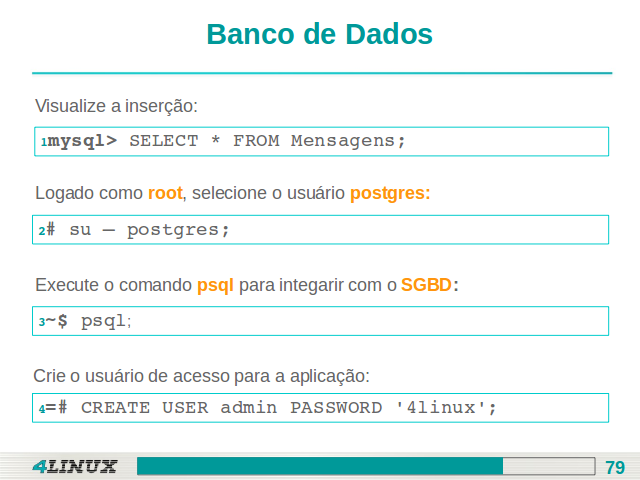 Banco de Dados
Visualize a inserção:
1mysql> SELECT * FROM Mensagens;
Logado como root, selecione o usuário postgres:
2# su – postgres;
Execute o comando psql para integarir com o SGBD:
3~$ psql;
Crie o usuário de acesso para a aplicação:
4=# CREATE USER admin PASSWORD '4linux';
4LINUX
79